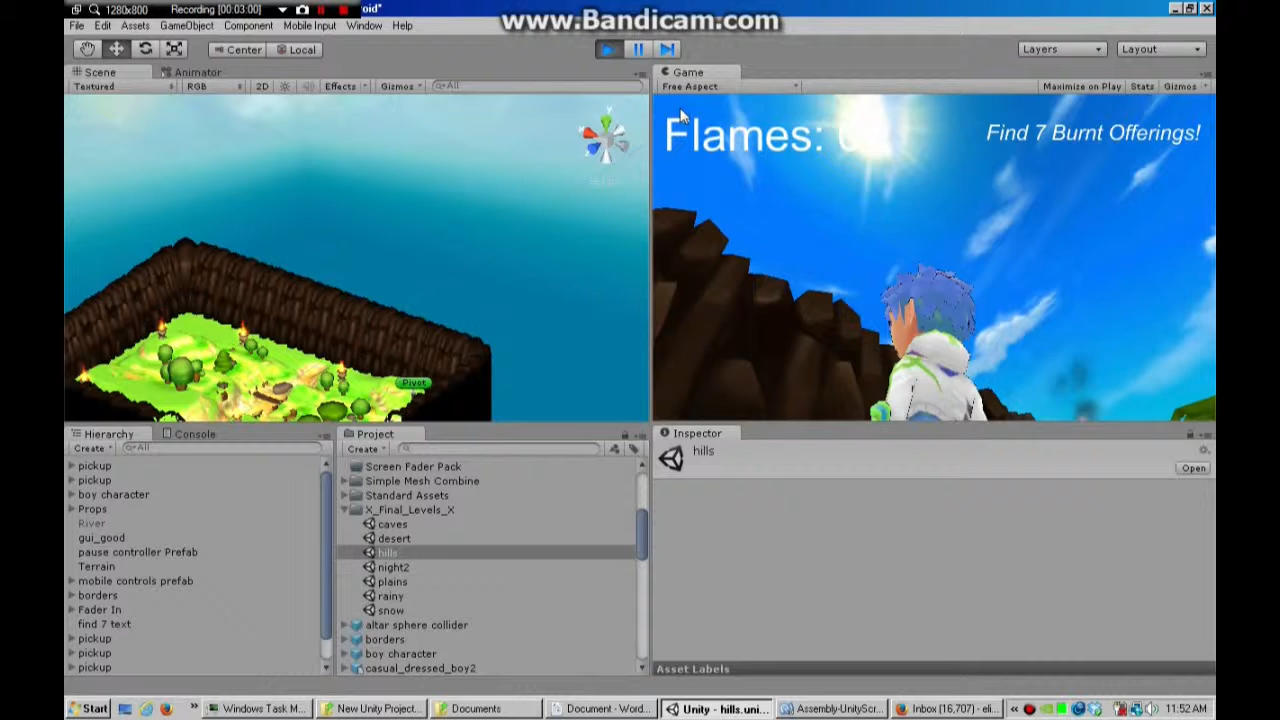 1280x800 Recording [00:03:00] oid*
www.Bandicam.com
File Edit Assets GameObject Component Mobile Input Window Help
Center Local Layers Layout
Scene Animator Game
Textured RGB 2D Effects Gizmos All Free Aspect Maximize on Play Stats Gizmos
y
Flames: 0
Find 7 Burnt Offerings!
Pivot
Hierarchy Console Project Inspector
Create All Create
pickup
pickup
boy character
Props
River
gui_good
pause controller Prefab
Terrain
mobile controls prefab
borders
Fader In
find 7 text
pickup
pickup
pickup
Screen Fader Pack
Simple Mesh Combine
Standard Assets
X_Final_Levels_X
caves
desert
hills
night2
plains
rainy
snow
altar sphere collider
borders
boy character
casual_dressed_boy2
hills
Open
Asset Labels
Start Windows Task M... New Unity Project... Documents Document - Word... Unity - hills.uni... Assembly-UnityScr... Inbox (16,707) - eli... 11:52 AM